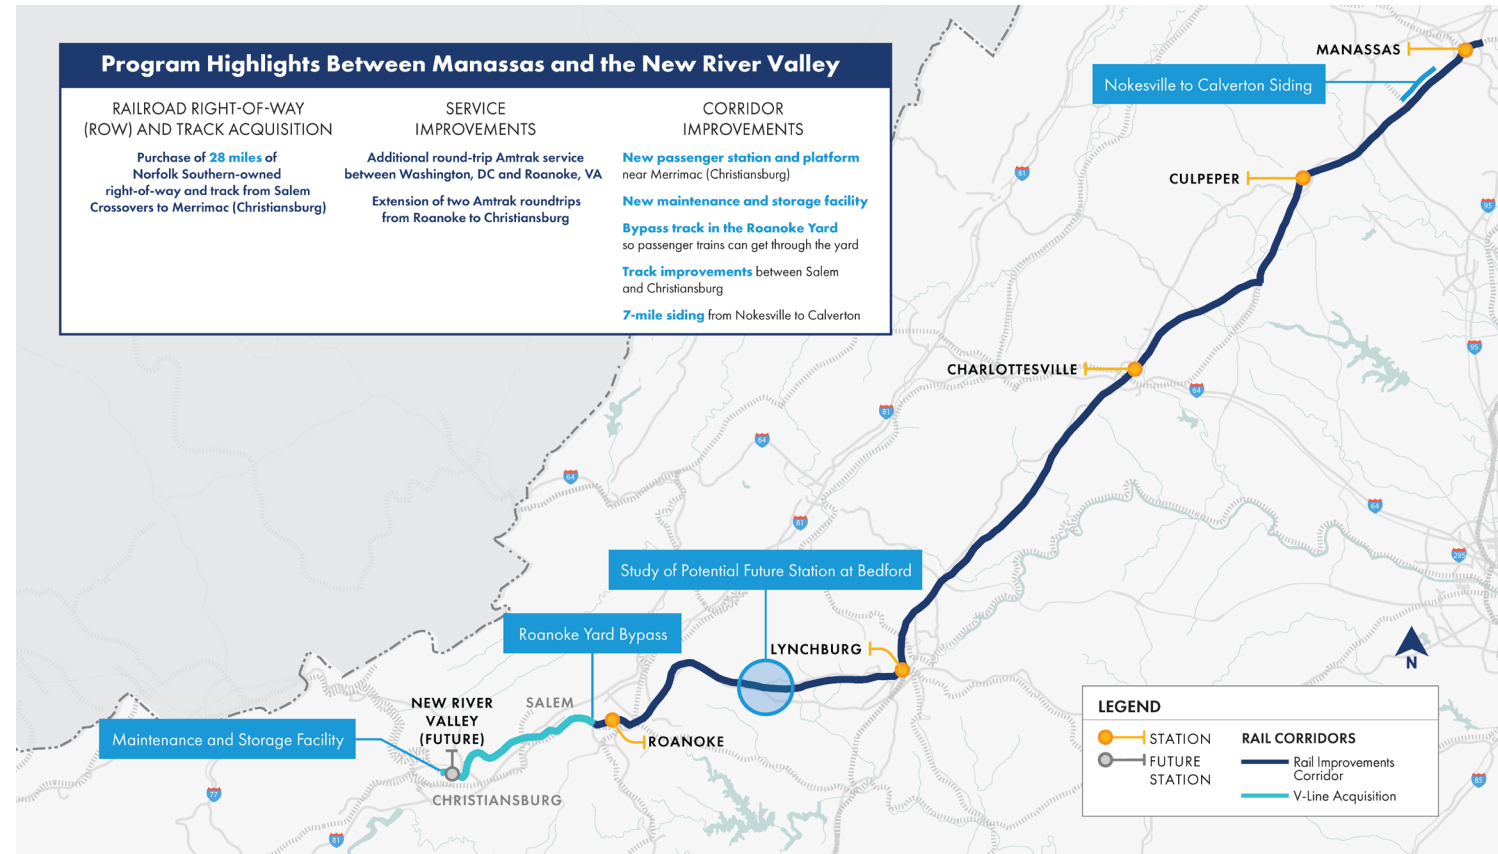 Program Highlights Between Manassas and the New River Valley
RAILROAD RIGHT-OF-WAY
(ROW) AND TRACK ACQUISITION
Purchase of 28 miles of
Norfolk Southern-owned
right-of-way and track from Salem
Crossovers to Merrimac (Christiansburg)
SERVICE
IMPROVEMENTS
Additional round-trip Amtrak service
between Washington, DC and Roanoke, VA
Extension of two Amtrak roundtrips
from Roanoke to Christiansburg
CORRIDOR
IMPROVEMENTS
New passenger station and platform
near Merrimac (Christiansburg)
New maintenance and storage facility
Bypass track in the Roanoke Yard
so passenger trains can get through the yard
Track improvements between Salem
and Christiansburg
7-mile siding from Nokesville to Calverton
MANASSAS
Nokesville to Calverton Siding
81
CULPEPER
95
95
CHARLOTTESVILLE
64
81
64
64
64
81
295
Study of Potential Future Station at Bedford
Roanoke Yard Bypass
LYNCHBURG
N
NEW RIVER
VALLEY
(FUTURE)
SALEM
Maintenance and Storage Facility
ROANOKE
CHRISTIANSBURG
77
81
85
LEGEND
STATION
FUTURE
STATION
RAIL CORRIDORS
Rail Improvements
Corridor
V-Line Acquisition